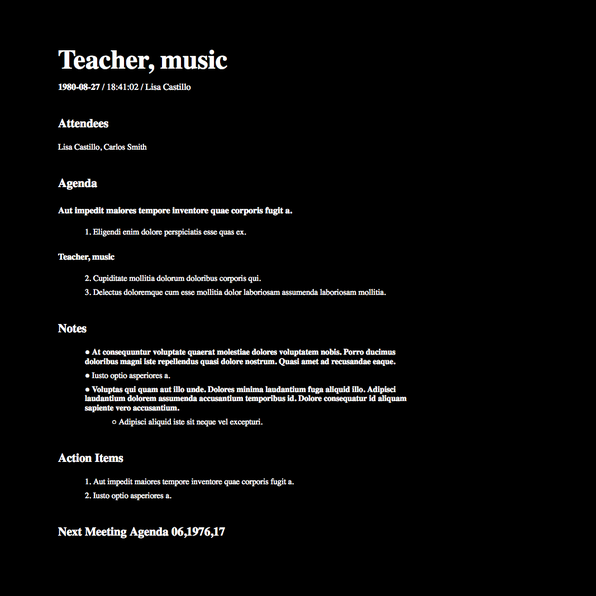 Teacher, music
1980-08-27 / 18:41:02 / Lisa Castillo
Attendees
Lisa Castillo, Carlos Smith
Agenda
Aut impedit maiores tempore inventore quae corporis fugit a.
1. Eligendi enim dolore perspiciatis esse quas ex.
Teacher, music
2. Cupiditate mollitia dolorum doloribus corporis qui.
3. Delectus doloremque cum esse mollitia dolor laboriosam assumenda laboriosam mollitia.
Notes
● At consequuntur voluptate quaerat molestiae dolores voluptatem nobis. Porro ducimus
doloribus magni iste repellendus quasi dolore nostrum. Quasi amet ad recusandae eaque.
● Iusto optio asperiores a.
● Voluptas qui quam aut illo unde. Dolores minima laudantium fuga aliquid illo. Adipisci
laudantium dolorem assumenda accusantium temporibus id. Dolore consequatur id aliquam
sapiente vero accusantium.
○ Adipisci aliquid iste sit neque vel excepturi.
Action Items
1. Aut impedit maiores tempore inventore quae corporis fugit a.
2. Iusto optio asperiores a.
Next Meeting Agenda 06,1976,17